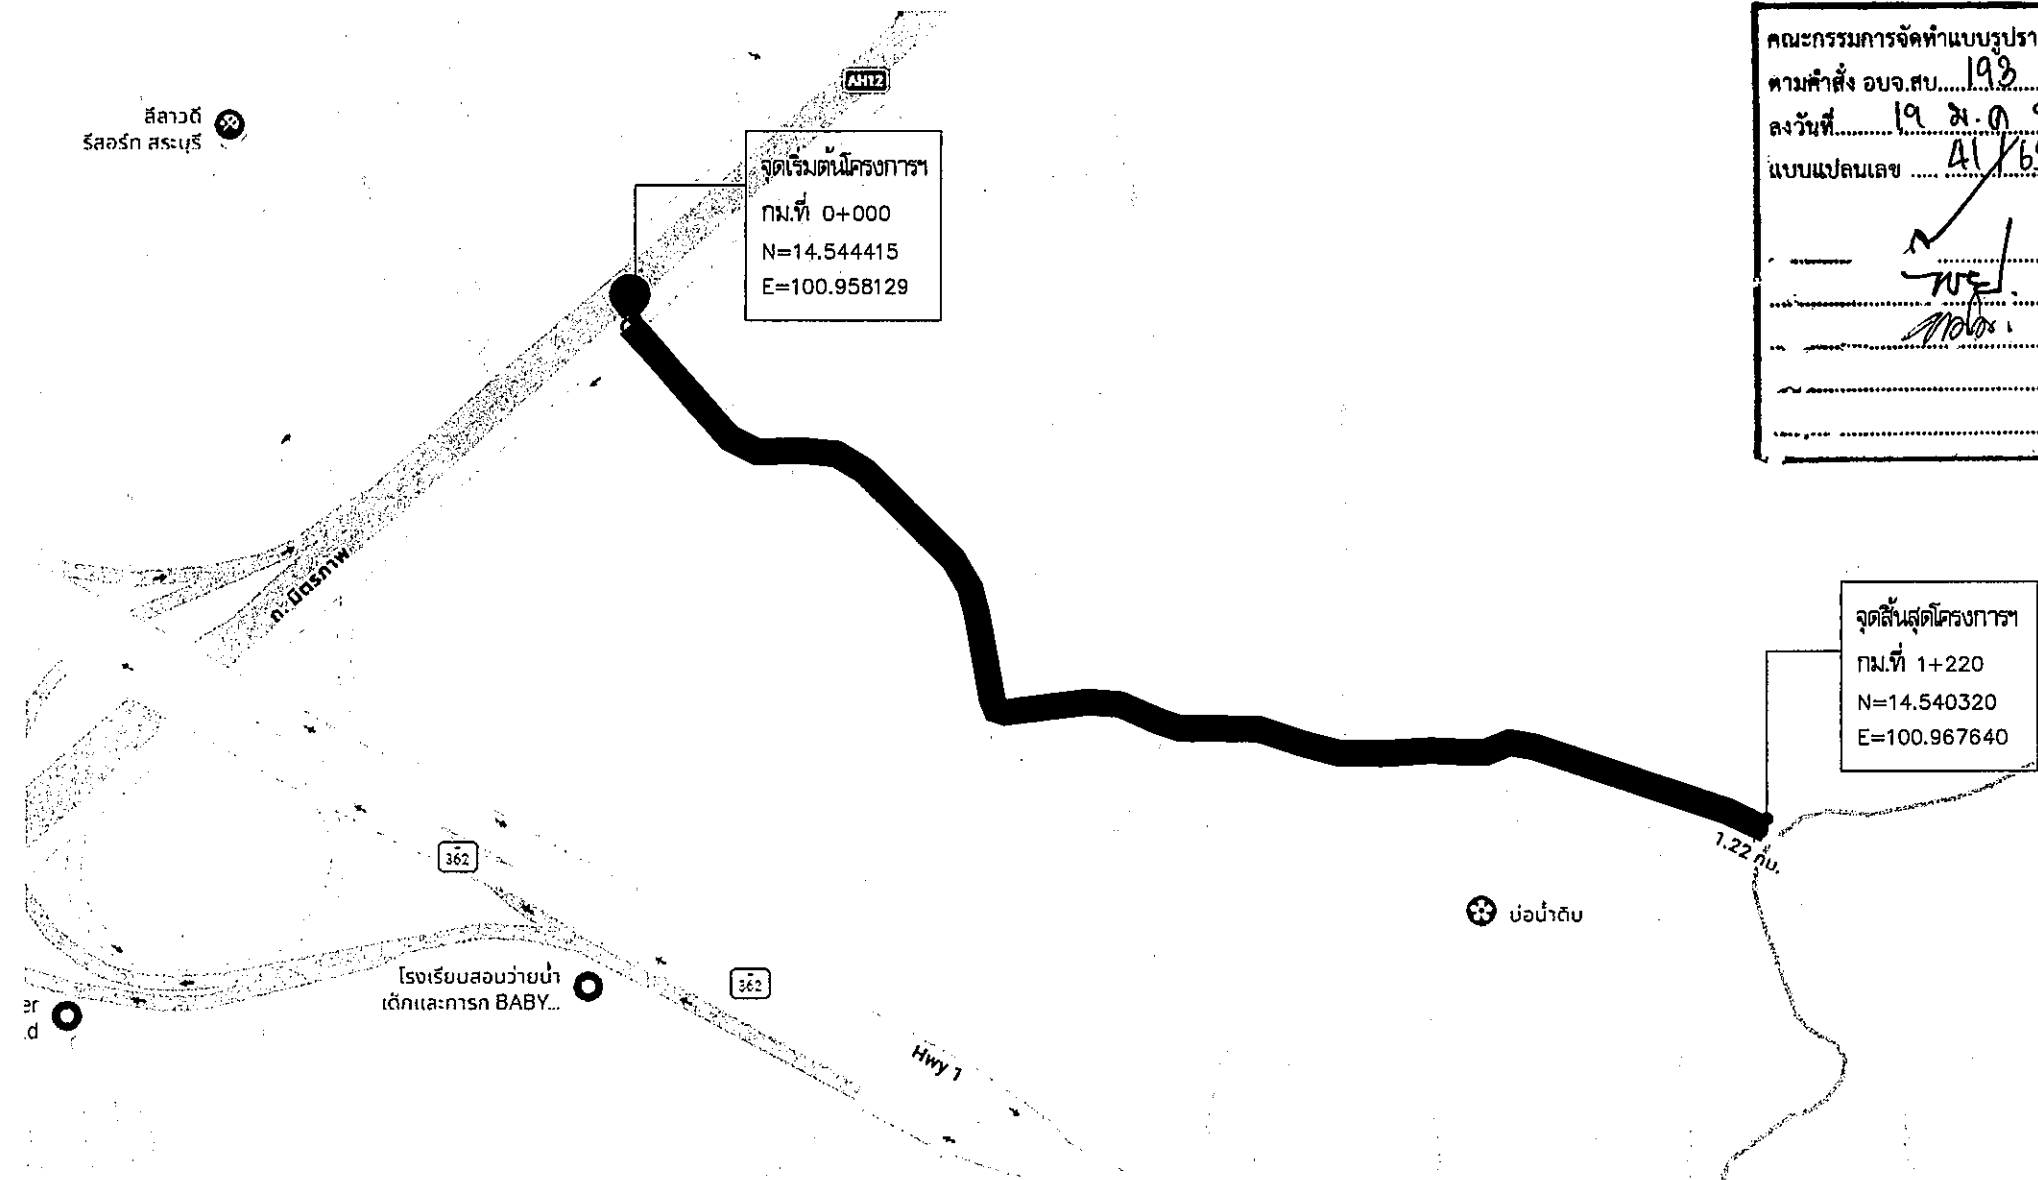 คณะกรรมการจัดทำแบบรูปรา
ตามคำสั่ง อบจ.สบ.....193
ลงวันที่.........19 มี.ค
แบบแปลนเลข .... 41/6
AH12
ลีลาวดี
รีสอร์ท สระบุรี
จุดเริ่มต้นโครงการฯ
กม.ที่ 0+000
N=14.544415
E=100.958129
ถ. มิตรภาพ
จุดสิ้นสุดโครงการฯ
กม.ที่ 1+220
N=14.540320
E=100.967640
1.22 กม.
362
บ่อน้ำดิบ
โรงเรียนสอนว่ายน้ำ
เด็กและทารก BABY...
362
er
.d
Hwy 1